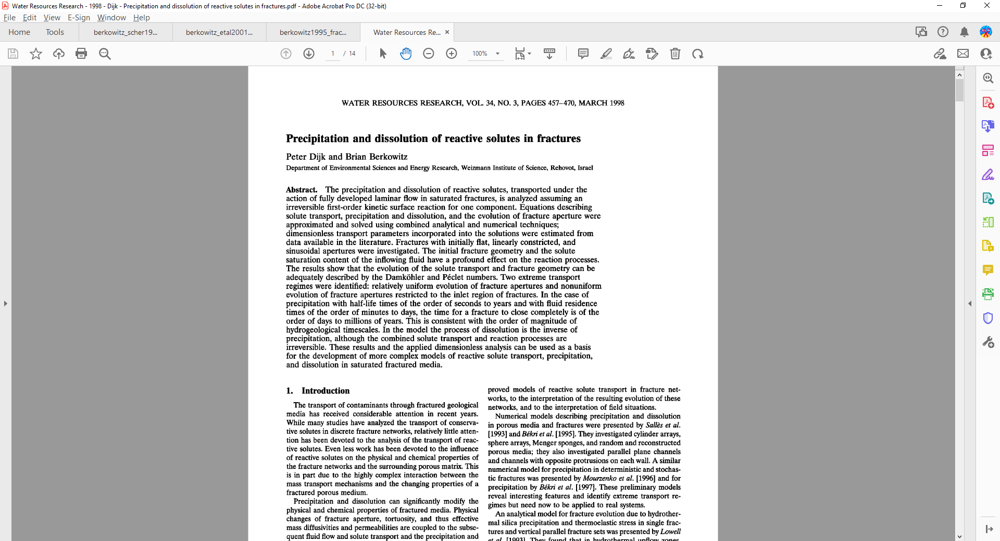 Water Resources Research - 1998 - Dijk - Precipitation and dissolution of reactive solutes in fractures.pdf - Adobe Acrobat Pro DC (32-bit)
File Edit View E-Sign Window Help
Home Tools berkowitz_scher19... berkowitz_etal2001... berkowitz1995_frac... Water Resources Re... ×
1 / 14 100%
WATER RESOURCES RESEARCH, VOL. 34, NO. 3, PAGES 457–470, MARCH 1998
Precipitation and dissolution of reactive solutes in fractures
Peter Dijk and Brian Berkowitz
Department of Environmental Sciences and Energy Research, Weizmann Institute of Science, Rehovot, Israel
Abstract. The precipitation and dissolution of reactive solutes, transported under the
action of fully developed laminar flow in saturated fractures, is analyzed assuming an
irreversible first-order kinetic surface reaction for one component. Equations describing
solute transport, precipitation and dissolution, and the evolution of fracture aperture were
approximated and solved using combined analytical and numerical techniques;
dimensionless transport parameters incorporated into the solutions were estimated from
data available in the literature. Fractures with initially flat, linearly constricted, and
sinusoidal apertures were investigated. The initial fracture geometry and the solute
saturation content of the inflowing fluid have a profound effect on the reaction processes.
The results show that the evolution of the solute transport and fracture geometry can be
adequately described by the Damköhler and Péclet numbers. Two extreme transport
regimes were identified: relatively uniform evolution of fracture apertures and nonuniform
evolution of fracture apertures restricted to the inlet region of fractures. In the case of
precipitation with half-life times of the order of seconds to years and with fluid residence
times of the order of minutes to days, the time for a fracture to close completely is of the
order of days to millions of years. This is consistent with the order of magnitude of
hydrogeological timescales. In the model the process of dissolution is the inverse of
precipitation, although the combined solute transport and reaction processes are
irreversible. These results and the applied dimensionless analysis can be used as a basis
for the development of more complex models of reactive solute transport, precipitation,
and dissolution in saturated fractured media.
1. Introduction
The transport of contaminants through fractured geological
media has received considerable attention in recent years.
While many studies have analyzed the transport of conserva-
tive solutes in discrete fracture networks, relatively little atten-
tion has been devoted to the analysis of the transport of reac-
tive solutes. Even less work has been devoted to the influence
of reactive solutes on the physical and chemical properties of
the fracture networks and the surrounding porous matrix. This
is in part due to the highly complex interaction between the
mass transport mechanisms and the changing properties of a
fractured porous medium.
Precipitation and dissolution can significantly modify the
physical and chemical properties of fractured media. Physical
changes of fracture aperture, tortuosity, and thus effective
mass diffusivities and permeabilities are coupled to the subse-
quent fluid flow and solute transport and the precipitation and
proved models of reactive solute transport in fracture net-
works, to the interpretation of the resulting evolution of these
networks, and to the interpretation of field situations.
Numerical models describing precipitation and dissolution
in porous media and fractures were presented by Sallès et al.
[1993] and Békri et al. [1995]. They investigated cylinder arrays,
sphere arrays, Menger sponges, and random and reconstructed
porous media; they also investigated parallel plane channels
and channels with opposite protrusions on each wall. A similar
numerical model for precipitation in deterministic and stochas-
tic fractures was presented by Mourzenko et al. [1996] and for
precipitation by Békri et al. [1997]. These preliminary models
reveal interesting features and identify extreme transport re-
gimes but need now to be applied to real systems.
An analytical model for fracture evolution due to hydrother-
mal silica precipitation and thermoelastic stress in single frac-
tures and vertical parallel fracture sets was presented by Lowell
et al. [1993]. They found that in hydrothermal upflow zones,